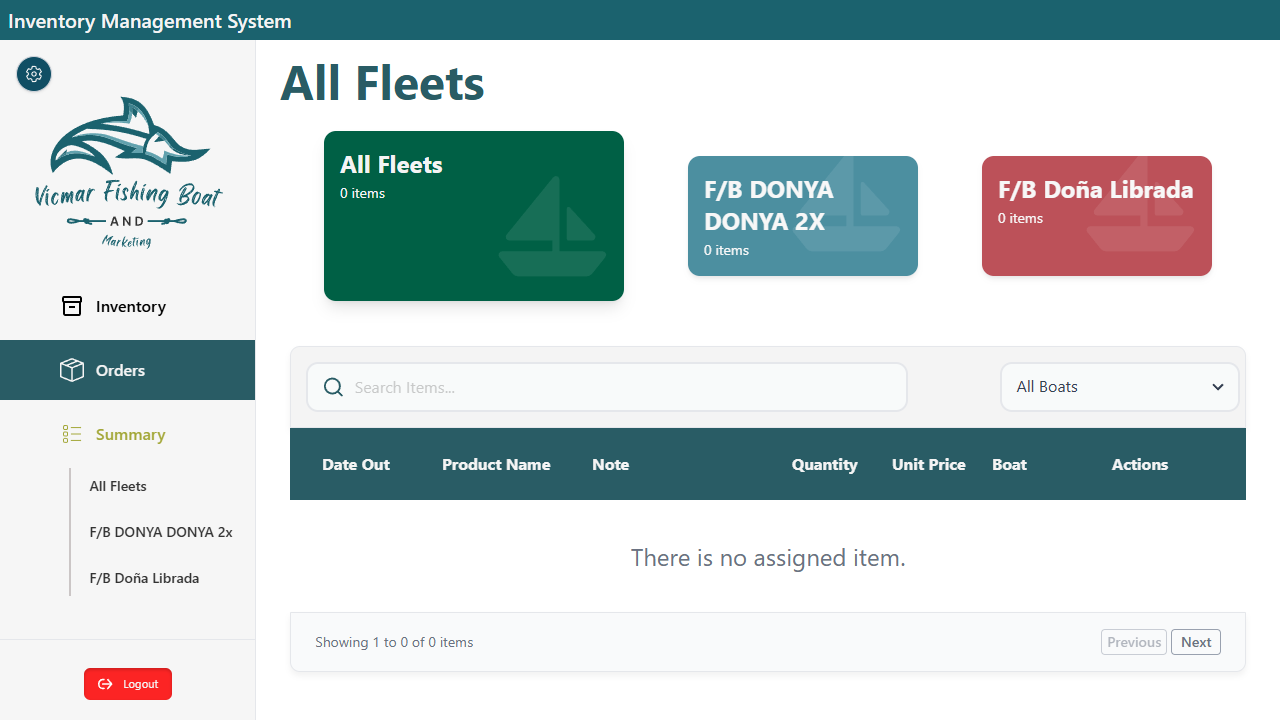 Inventory Management System
Vicmar Fishing Boat
AND
Marketing
Inventory
Orders
Summary
All Fleets
F/B DONYA DONYA 2x
F/B Doña Librada
Logout
All Fleets
All Fleets
0 items
F/B DONYA
DONYA 2X
0 items
F/B Doña Librada
0 items
Search Items...
All Boats
Date Out Product Name Note Quantity Unit Price Boat Actions
There is no assigned item.
Showing 1 to 0 of 0 items
Previous Next